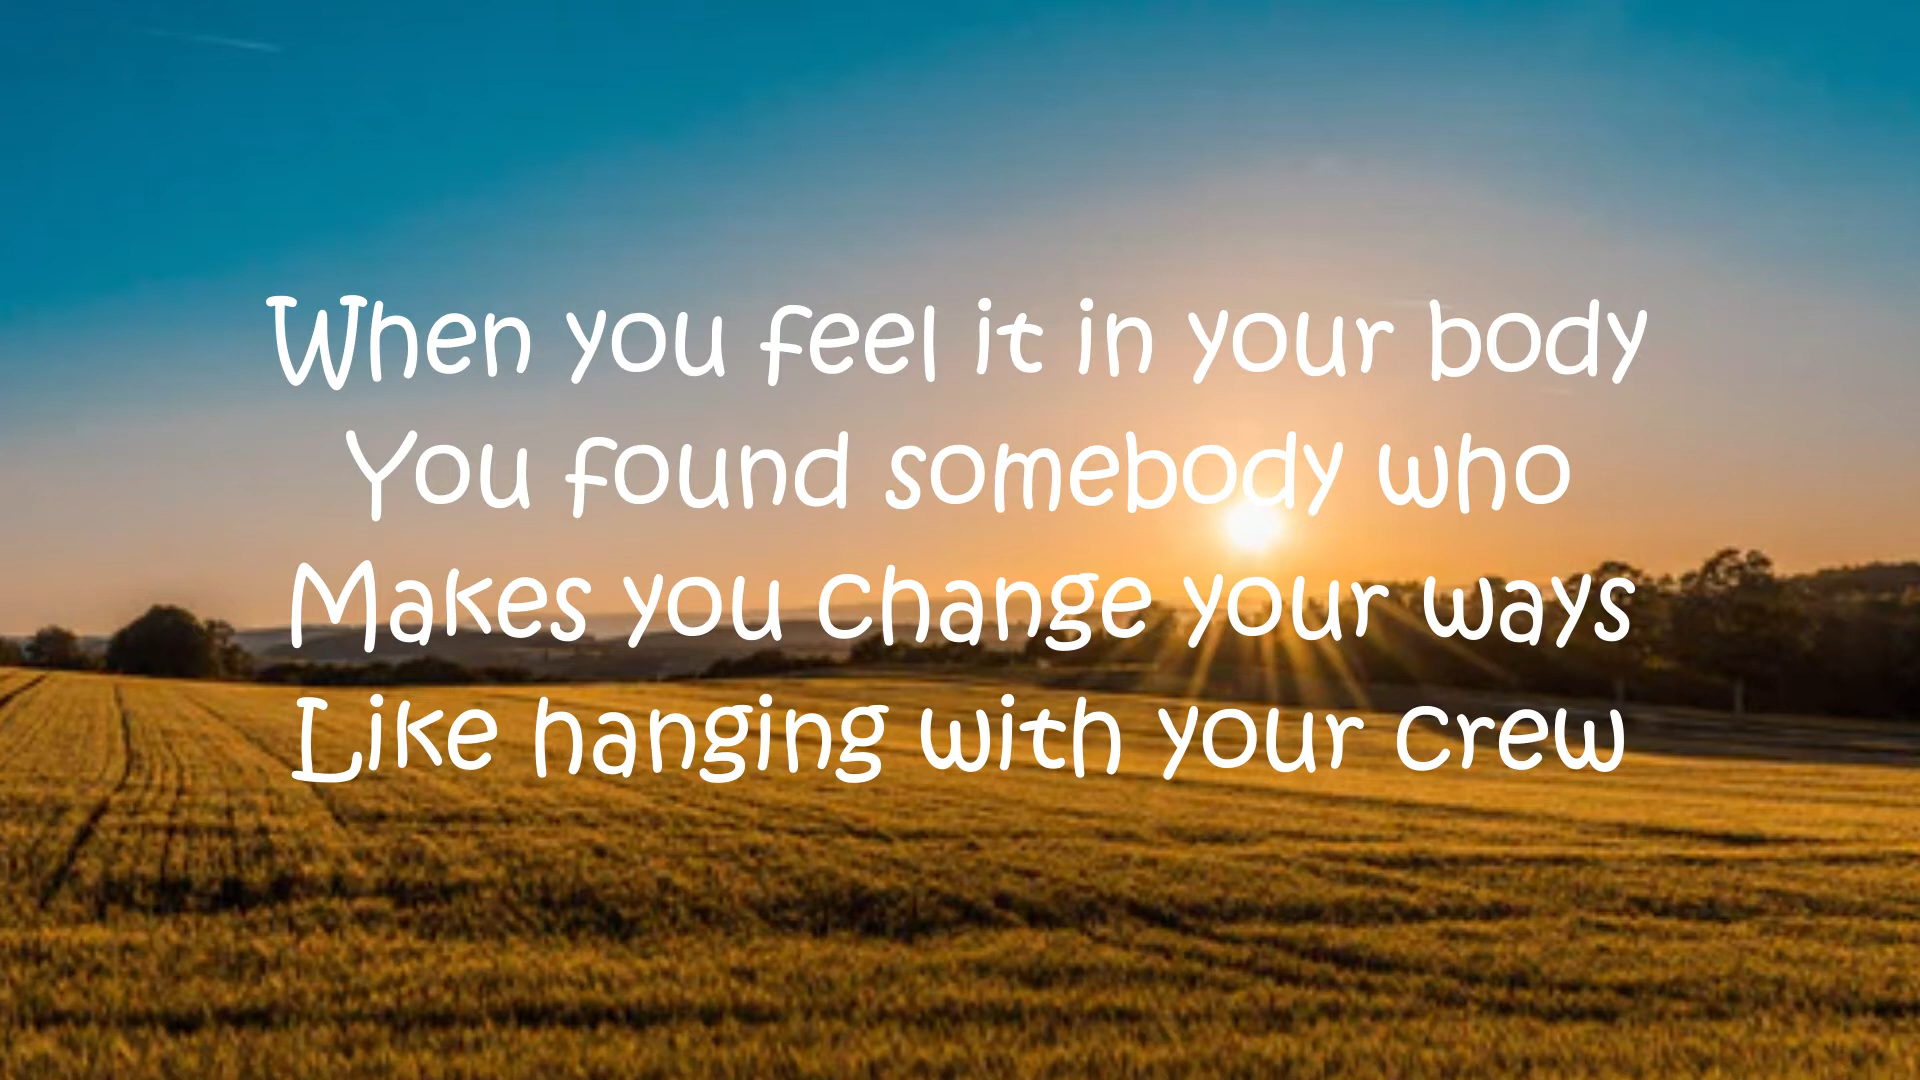 When you feel it in your body
You found somebody who
Makes you change your ways
Like hanging with your crew